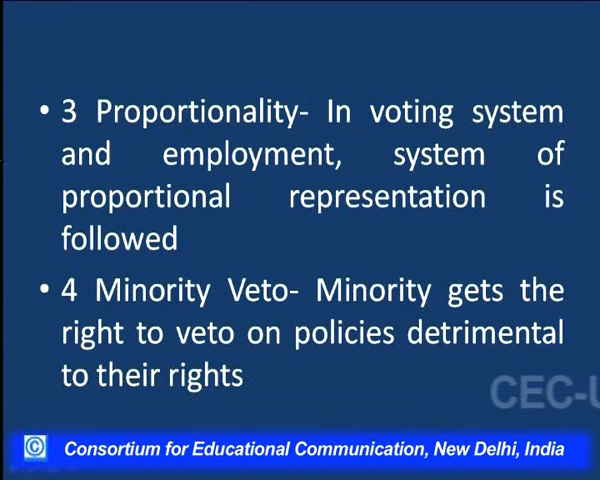 • 3 Proportionality- In voting system
and employment, system of
proportional representation is
followed
• 4 Minority Veto- Minority gets the
right to veto on policies detrimental
to their rights
CEC-U
© Consortium for Educational Communication, New Delhi, India